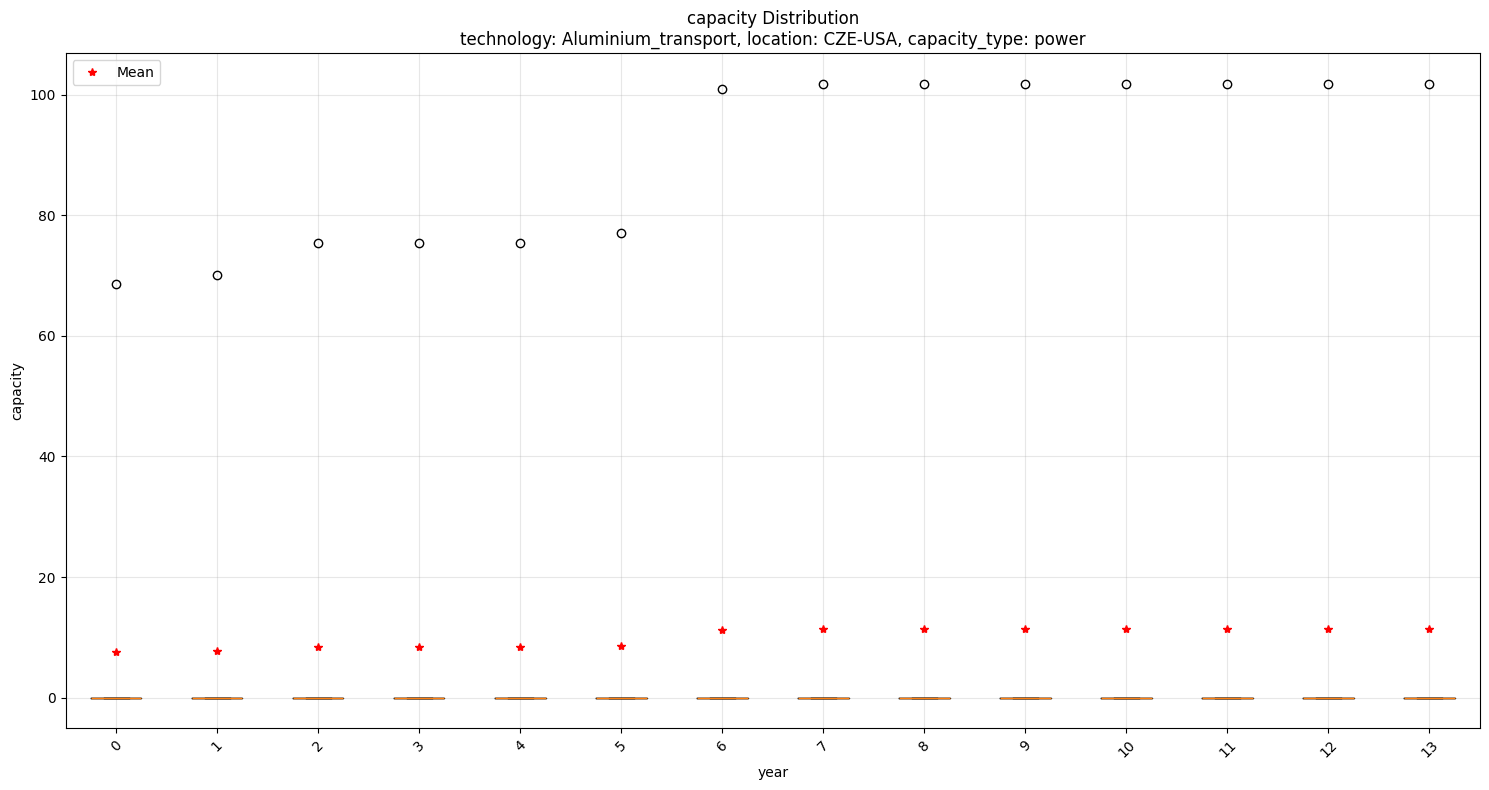 capacity Distribution
technology: Aluminium_transport, location: CZE-USA, capacity_type: power
Mean
100
80
60
40
20
0
capacity
0 1 2 3 4 5 6 7 8 9 10 11 12 13
year